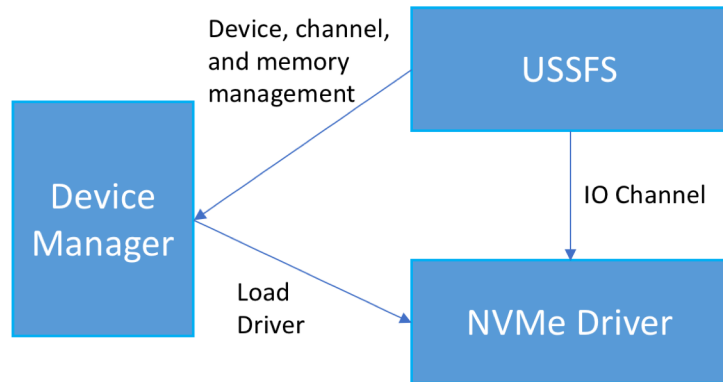 Device, channel,
and memory
management
USSFS
Device
Manager
IO Channel
Load
Driver
NVMe Driver